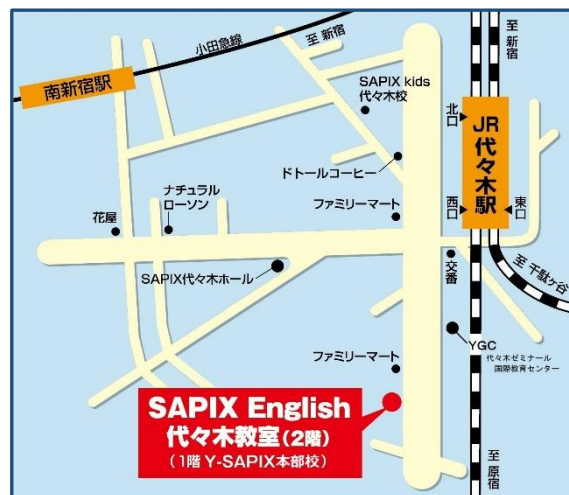 小田急線
至 新宿
至 新宿
南新宿駅
SAPIX kids
代々木校
北口
JR代々木駅
ドトールコーヒー
ナチュラル
ローソン
ファミリーマート
西口
東口
花屋
SAPIX代々木ホール
交番
至 千駄ヶ谷
YGC
代々木ゼミナール
国際教育センター
ファミリーマート
SAPIX English
代々木教室(2階)
(1階 Y-SAPIX本部校)
至 原宿